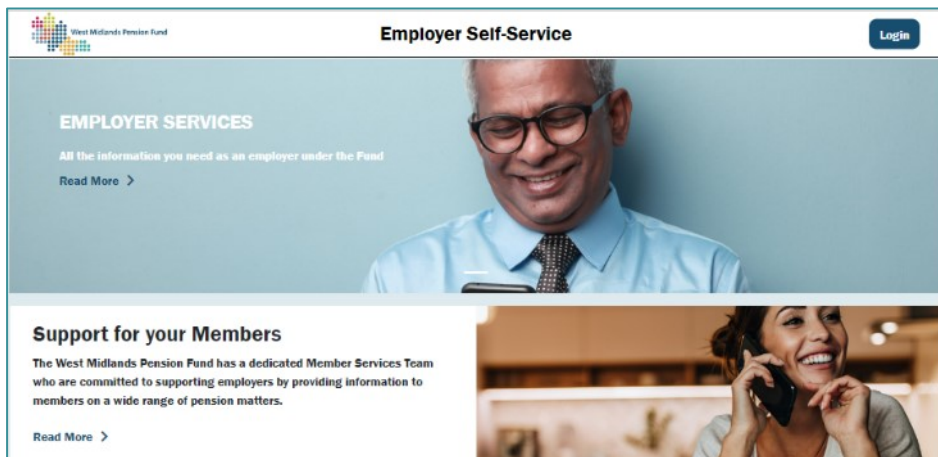 West Midlands Pension Fund
Employer Self-Service
Login
EMPLOYER SERVICES
All the information you need as an employer under the Fund
Read More >
Support for your Members
The West Midlands Pension Fund has a dedicated Member Services Team
who are committed to supporting employers by providing information to
members on a wide range of pension matters.
Read More >